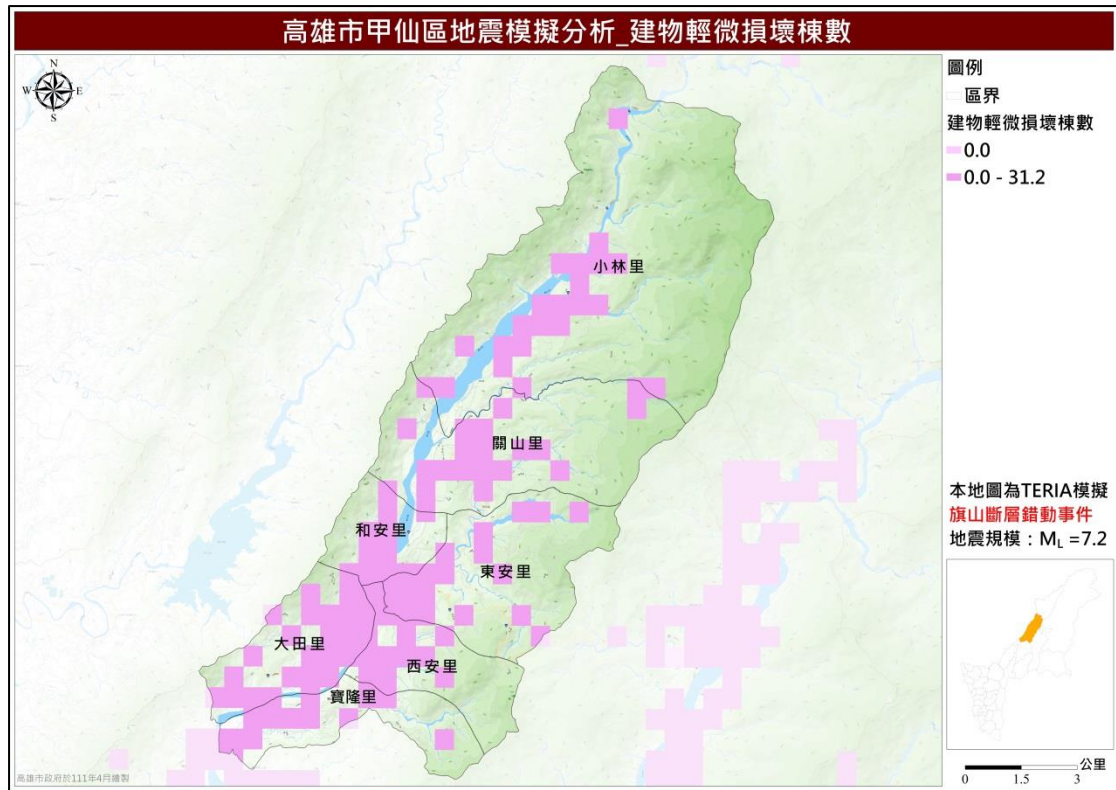 高雄市甲仙區地震模擬分析_建物輕微損壞棟數
N
W
E
S
圖例
區界
建物輕微損壞棟數
0.0
0.0 - 31.2
小林里
關山里
和安里
東安里
大田里
西安里
寶隆里
本地圖為TERIA模擬
旗山斷層錯動事件
地震規模：ML =7.2
公里
0 1.5 3
高雄市政府於111年4月繪製